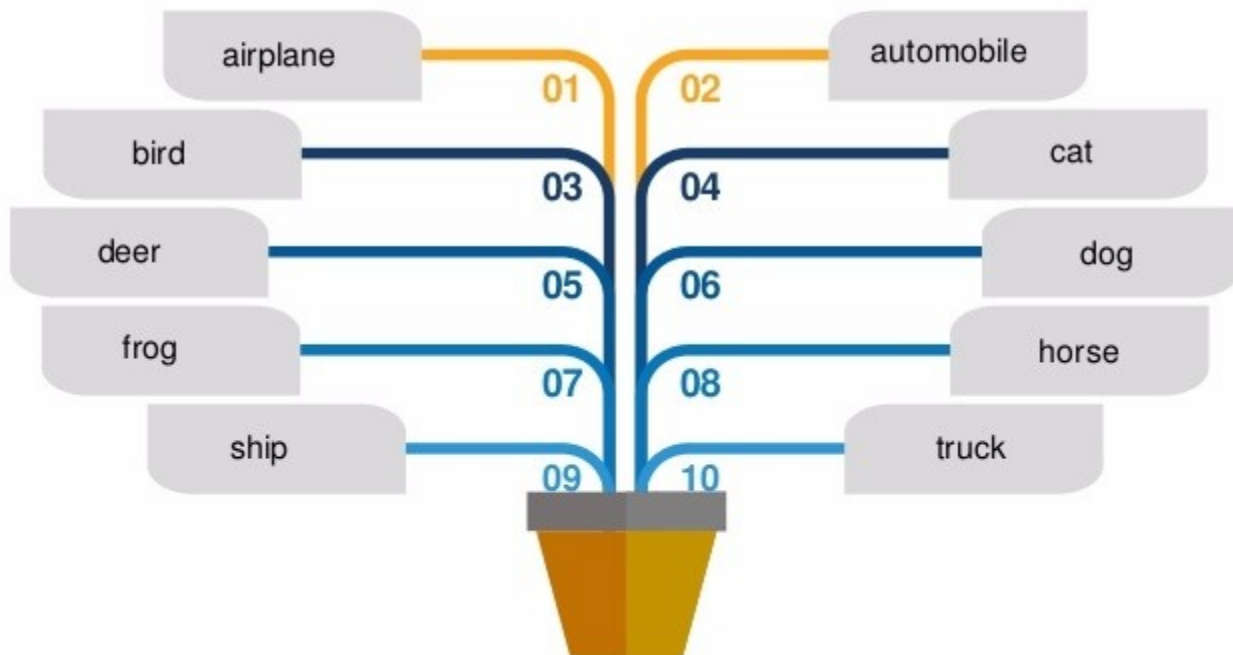 airplane
01
02
automobile
bird
03
04
cat
deer
05
06
dog
frog
07
08
horse
ship
09
10
truck